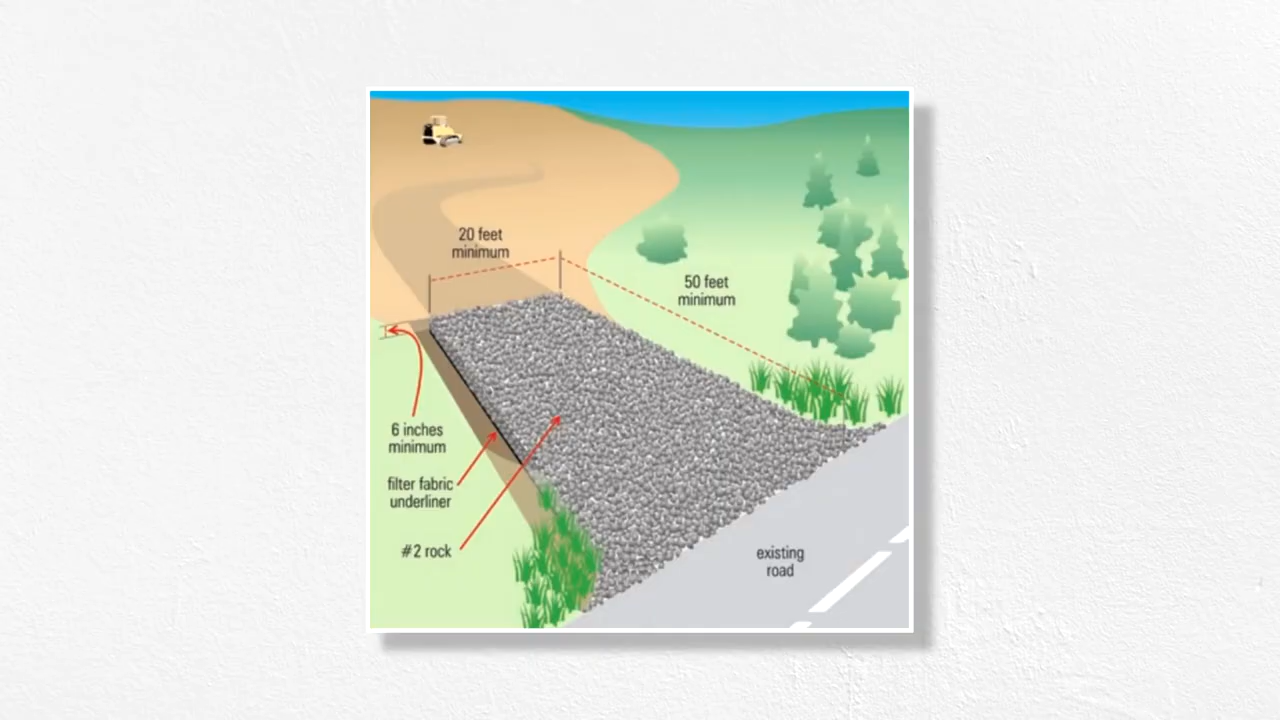 20 feet
minimum
50 feet
minimum
6 inches
minimum
filter fabric
underliner
#2 rock
existing
road